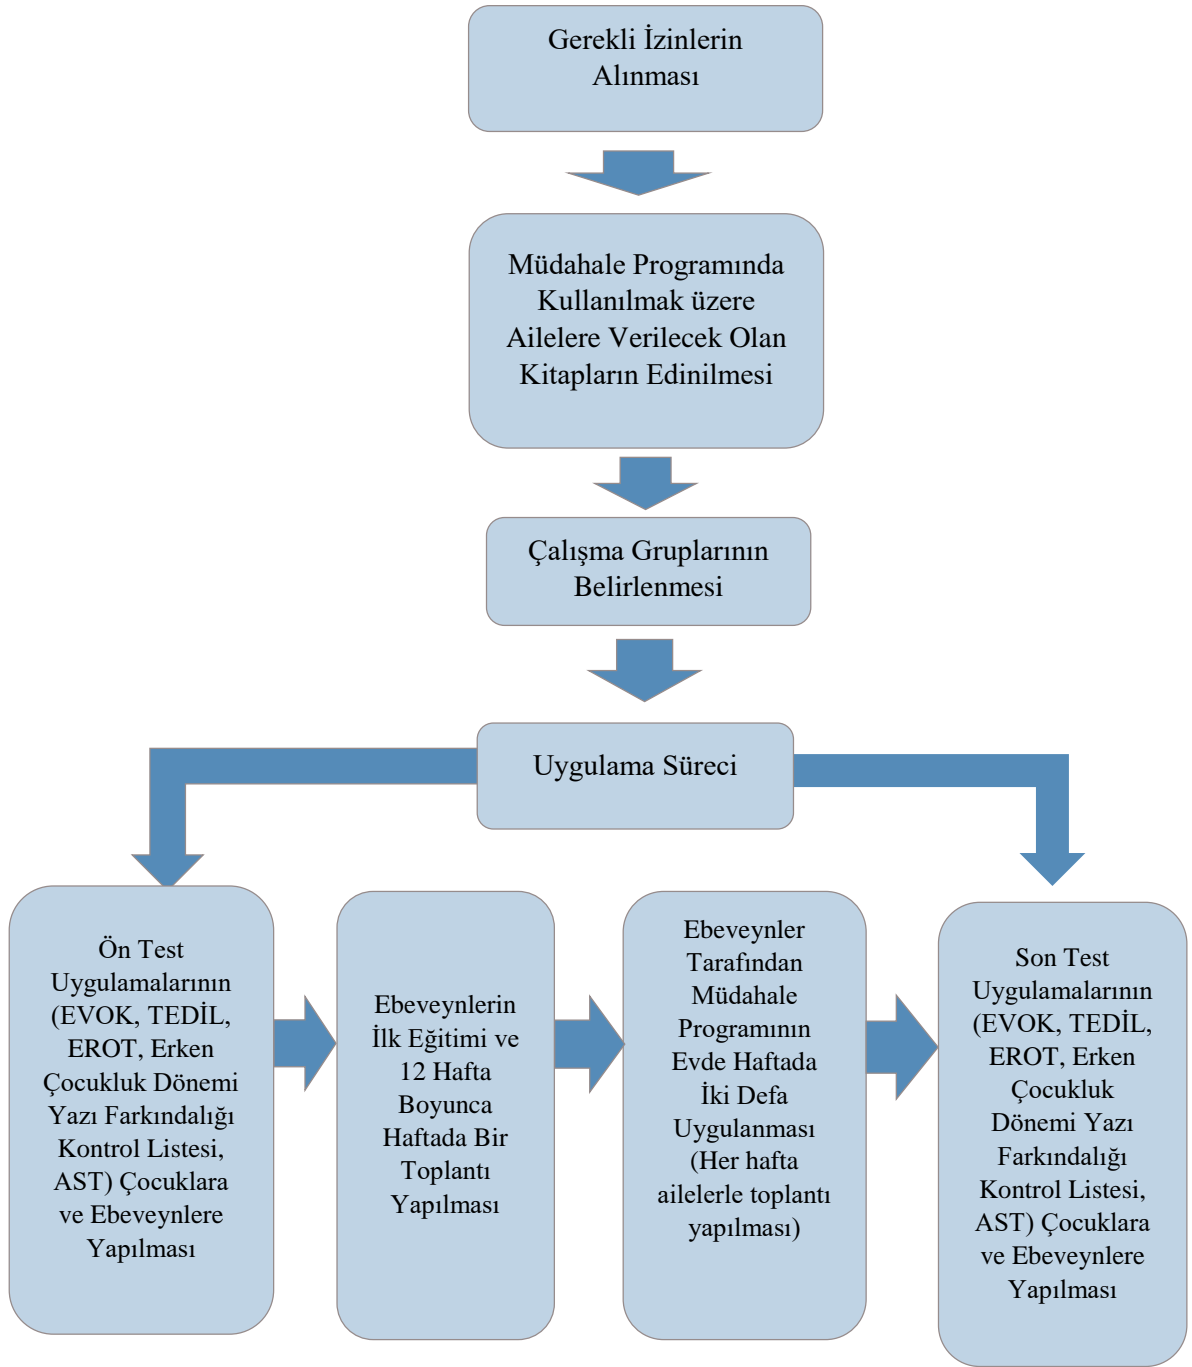 Gerekli İzinlerin
Alınması
Müdahale Programında
Kullanılmak üzere
Ailelere Verilecek Olan
Kitapların Edinilmesi
Çalışma Gruplarının
Belirlenmesi
Uygulama Süreci
Ön Test
Uygulamalarının
(EVOK, TEDİL,
EROT, Erken
Çocukluk Dönemi
Yazı Farkındalığı
Kontrol Listesi,
AST) Çocuklara
ve Ebeveynlere
Yapılması
Ebeveynlerin
İlk Eğitimi ve
12 Hafta
Boyunca
Haftada Bir
Toplantı
Yapılması
Ebeveynler
Tarafından
Müdahale
Programının
Evde Haftada
İki Defa
Uygulanması
(Her hafta
ailelerle toplantı
yapılması)
Son Test
Uygulamalarının
(EVOK, TEDİL,
EROT, Erken
Çocukluk
Dönemi Yazı
Farkındalığı
Kontrol Listesi,
AST) Çocuklara
ve Ebeveynlere
Yapılması